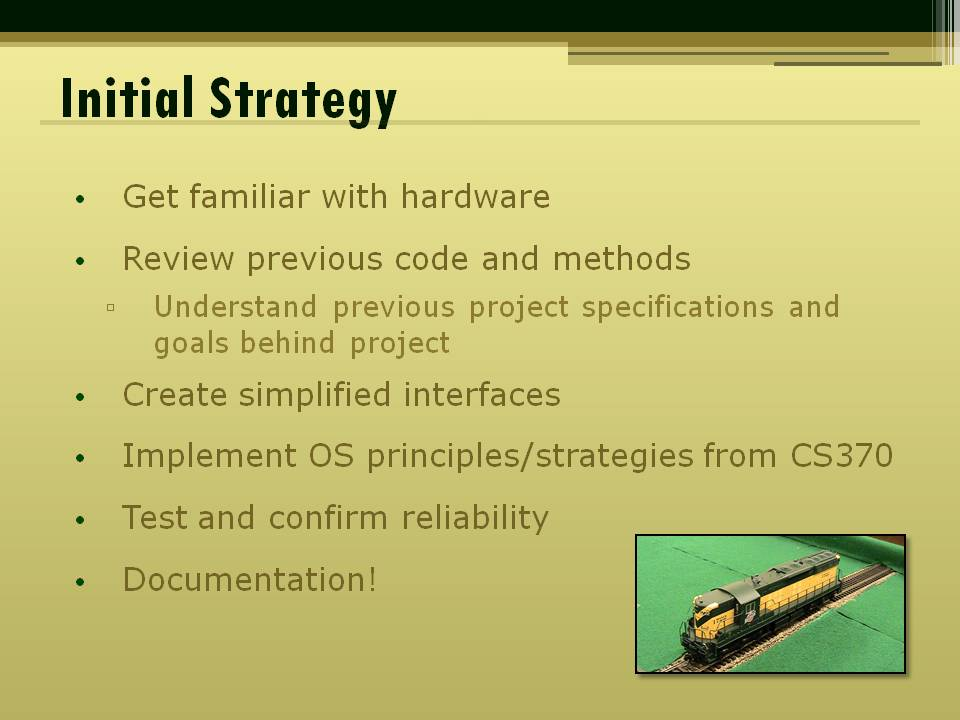 Initial Strategy
• Get familiar with hardware
• Review previous code and methods
▫ Understand previous project specifications and
goals behind project
• Create simplified interfaces
• Implement OS principles/strategies from CS370
• Test and confirm reliability
• Documentation!